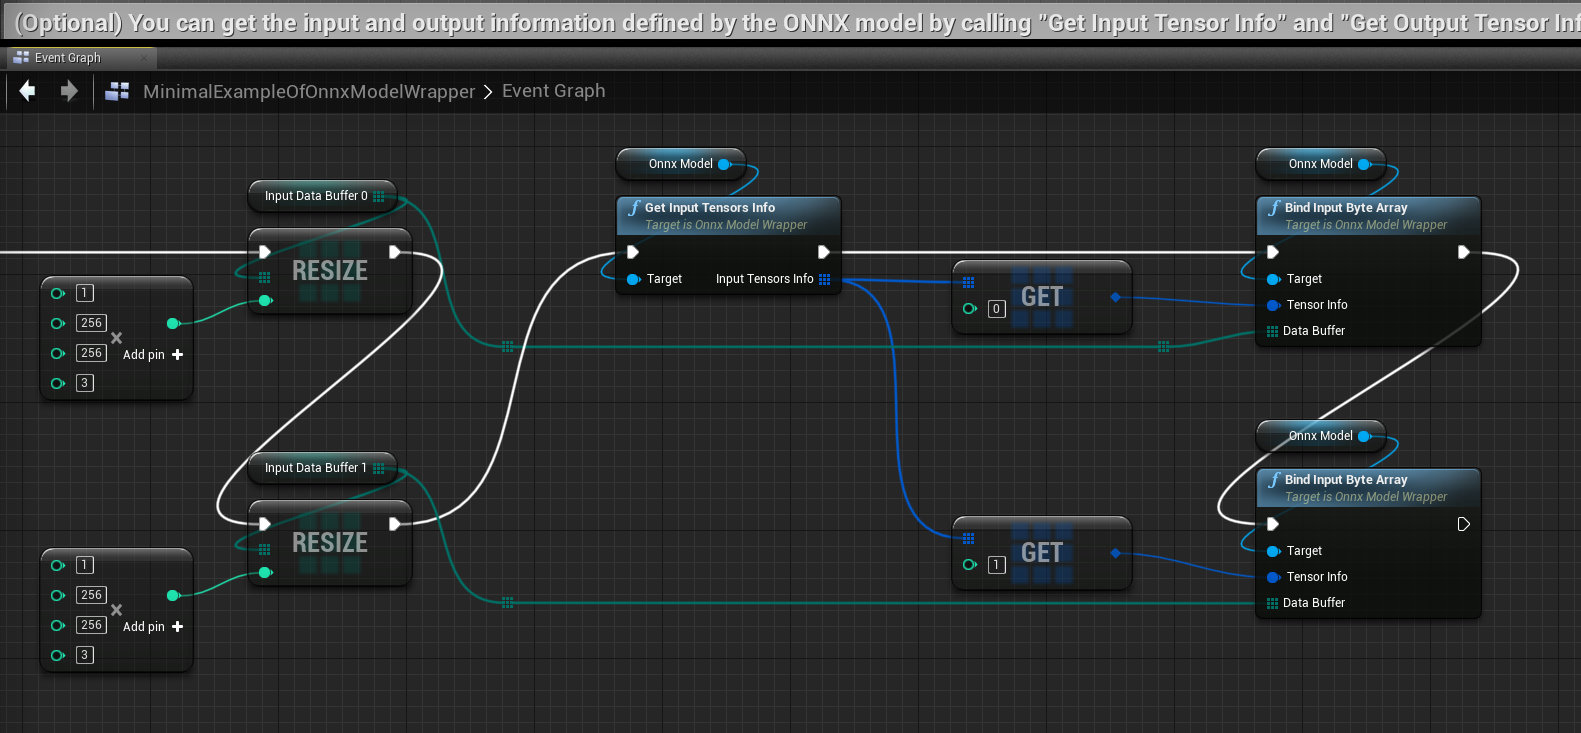 (Optional) You can get the input and output information defined by the ONNX model by calling "Get Input Tensor Info" and "Get Output Tensor Inf
Event Graph
MinimalExampleOfOnnxModelWrapper > Event Graph
Input Data Buffer 0
RESIZE
1
256
256
3
Add pin +
Onnx Model
f Get Input Tensors Info
Target is Onnx Model Wrapper
Target
Input Tensors Info
0
GET
Onnx Model
f Bind Input Byte Array
Target is Onnx Model Wrapper
Target
Tensor Info
Data Buffer
Input Data Buffer 1
RESIZE
1
256
256
3
Add pin +
1
GET
Onnx Model
f Bind Input Byte Array
Target is Onnx Model Wrapper
Target
Tensor Info
Data Buffer